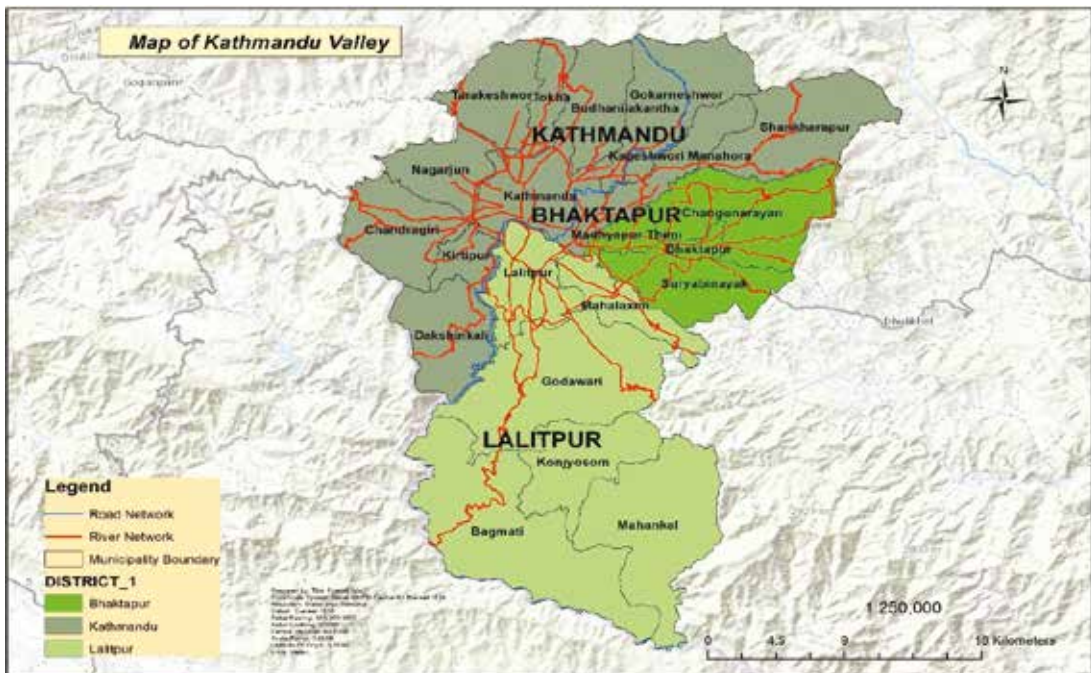 Map of Kathmandu Valley
N
Tarakeshwor
Tokha
Budhanilakantha
Gokarneshwor
Shankharapur
KATHMANDU
Kageshwori Manahora
Nagarjun
Kathmandu
BHAKTAPUR
Changunarayan
Chandragiri
Madhyapur Thimi
Bhaktapur
Kirtipur
Lalitpur
Suryabinayak
Mahalaxmi
Dhulikhel
Dakshinkali
Godawari
LALITPUR
Konjyosom
Bagmati
Mahankal
Legend
Road Network
River Network
Municipality Boundary
DISTRICT_1
Bhaktapur
Kathmandu
Lalitpur
1 250,000
0 4.5 9 18 Kilometers